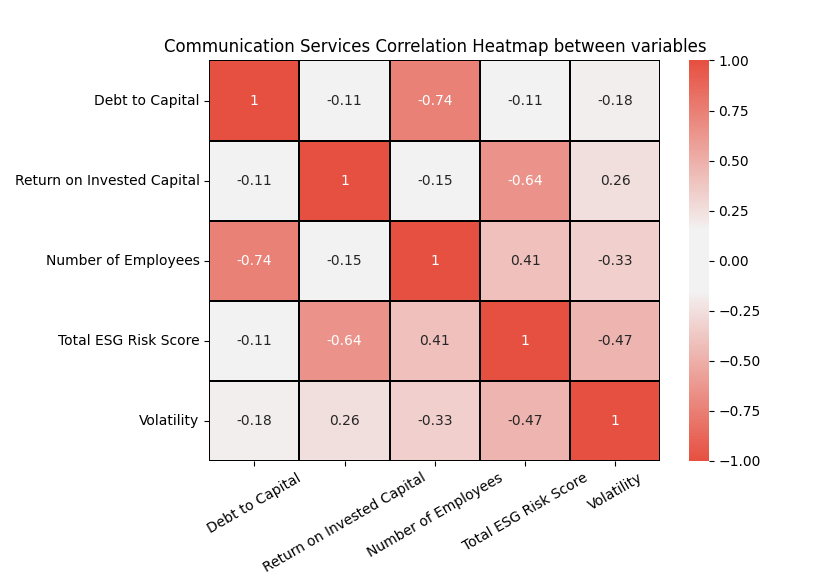 Communication Services Correlation Heatmap between variables
Debt to Capital 1 -0.11 -0.74 -0.11 -0.18
Return on Invested Capital -0.11 1 -0.15 -0.64 0.26
Number of Employees -0.74 -0.15 1 0.41 -0.33
Total ESG Risk Score -0.11 -0.64 0.41 1 -0.47
Volatility -0.18 0.26 -0.33 -0.47 1
Debt to Capital
Return on Invested Capital
Number of Employees
Total ESG Risk Score
Volatility
1.00
0.75
0.50
0.25
0.00
−0.25
−0.50
−0.75
−1.00